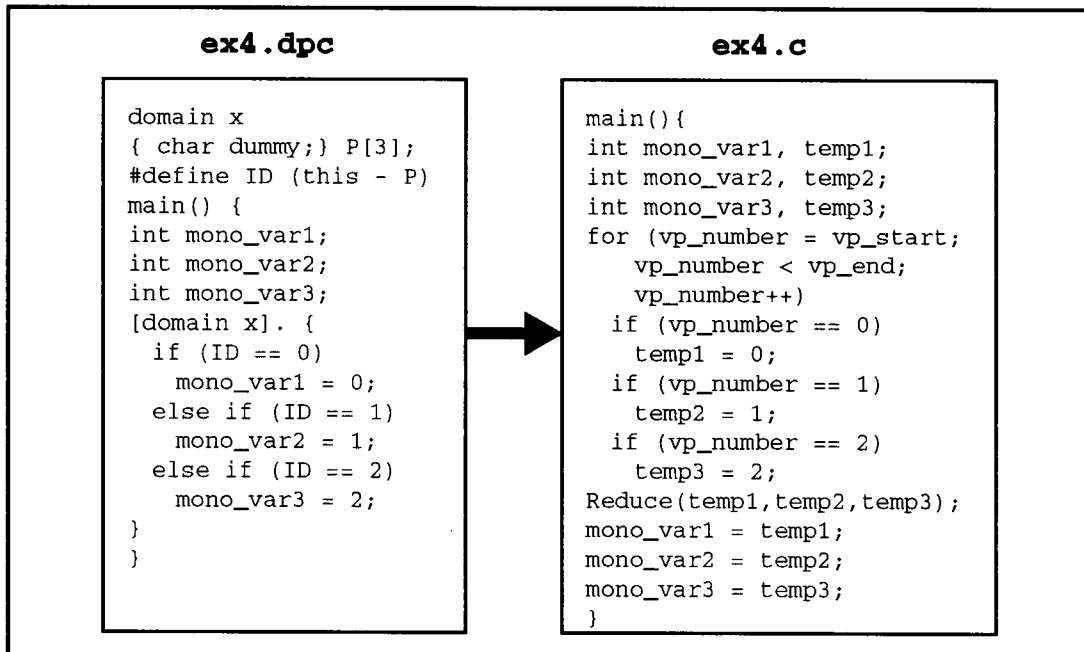 ex4.dpc
domain x
{ char dummy;} P[3];
#define ID (this - P)
main() {
int mono_var1;
int mono_var2;
int mono_var3;
[domain x]. {
if (ID == 0)
mono_var1 = 0;
else if (ID == 1)
mono_var2 = 1;
else if (ID == 2)
mono_var3 = 2;
}
}
ex4.c
main(){
int mono_var1, temp1;
int mono_var2, temp2;
int mono_var3, temp3;
for (vp_number = vp_start;
vp_number < vp_end;
vp_number++)
if (vp_number == 0)
temp1 = 0;
if (vp_number == 1)
temp2 = 1;
if (vp_number == 2)
temp3 = 2;
Reduce(temp1,temp2,temp3);
mono_var1 = temp1;
mono_var2 = temp2;
mono_var3 = temp3;
}